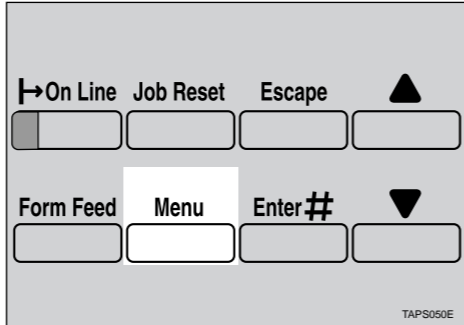 On Line Job Reset Escape
Form Feed Menu Enter #
TAPS050E